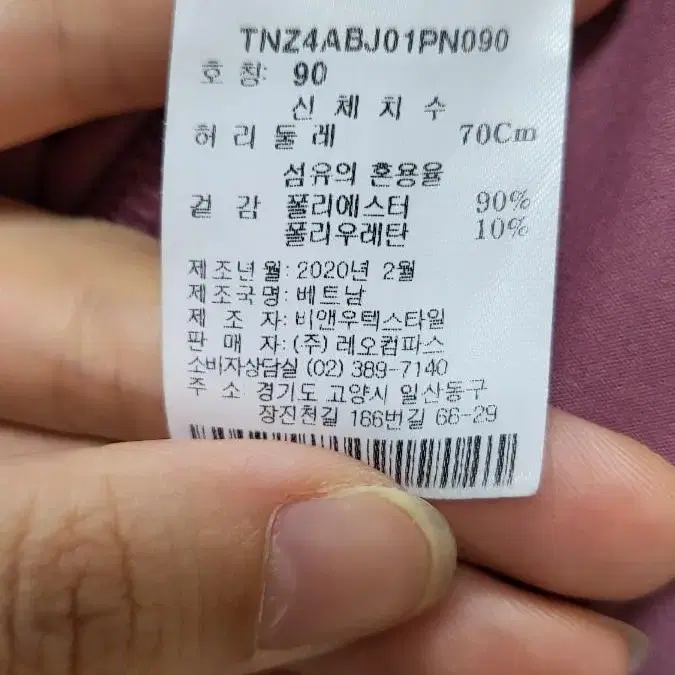 TNZ4ABJ01PN090
호 칭: 90
신 체 치 수
허 리 둘 레 70Cm
섬유의 혼용율
겉 감 폴리에스터 90%
폴리우레탄 10%
제조년월: 2020년 2월
제조국명: 베트남
제 조 자: 비앤우텍스타일
판 매 자: (주) 레오컴파스
소비자상담실 (02) 389-7140
주 소: 경기도 고양시 일산동구
장진천길 166번길 66-29